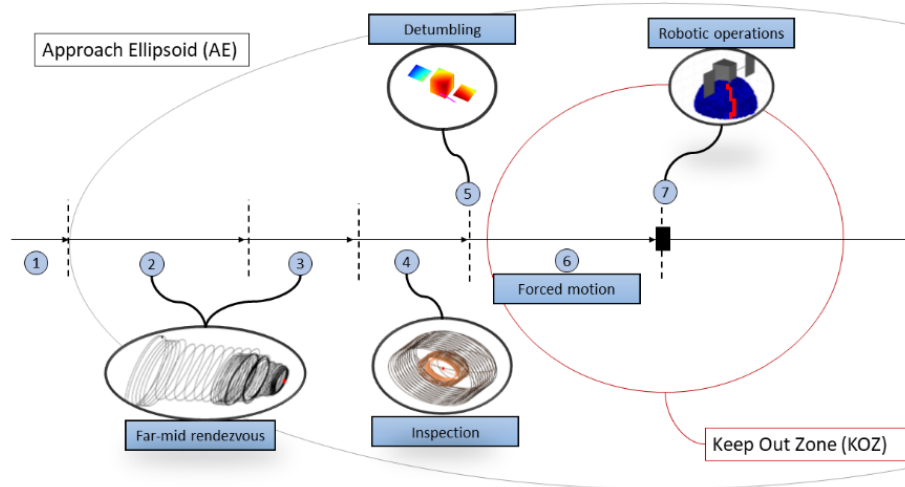 Detumbling
Robotic operations
Approach Ellipsoid (AE)
5
7
1
2
3
4
6
Forced motion
Far-mid rendezvous
Inspection
Keep Out Zone (KOZ)